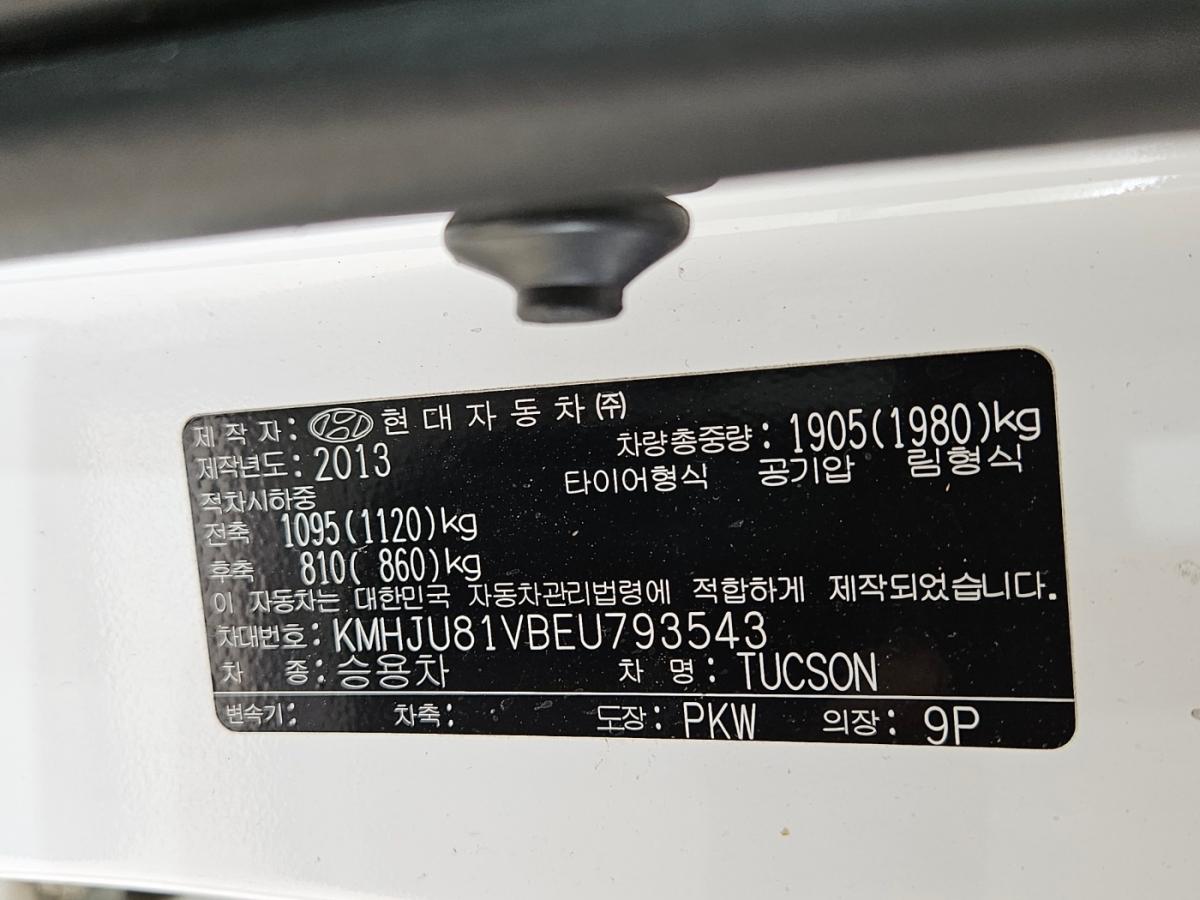 제 작 자: 현대자동차㈜
차량총중량: 1905(1980)kg
제작년도: 2013
타이어형식 공기압 림형식
적차시하중
전축 1095(1120)kg
후축 810( 860)kg
이 자동차는 대한민국 자동차관리법령에 적합하게 제작되었습니다.
차대번호: KMHJU81VBEU793543
차 종: 승용차 차 명: TUCSON
변속기: 차축: 도장: PKW 의장: 9P